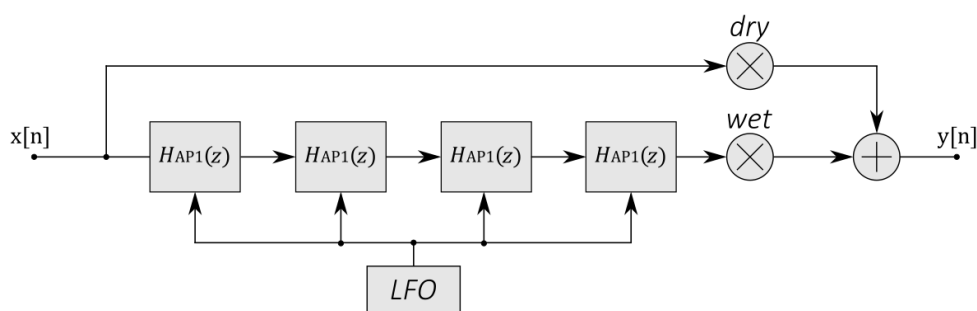 dry
wet
x[n]
HAP1(z) HAP1(z) HAP1(z) HAP1(z)
y[n]
LFO